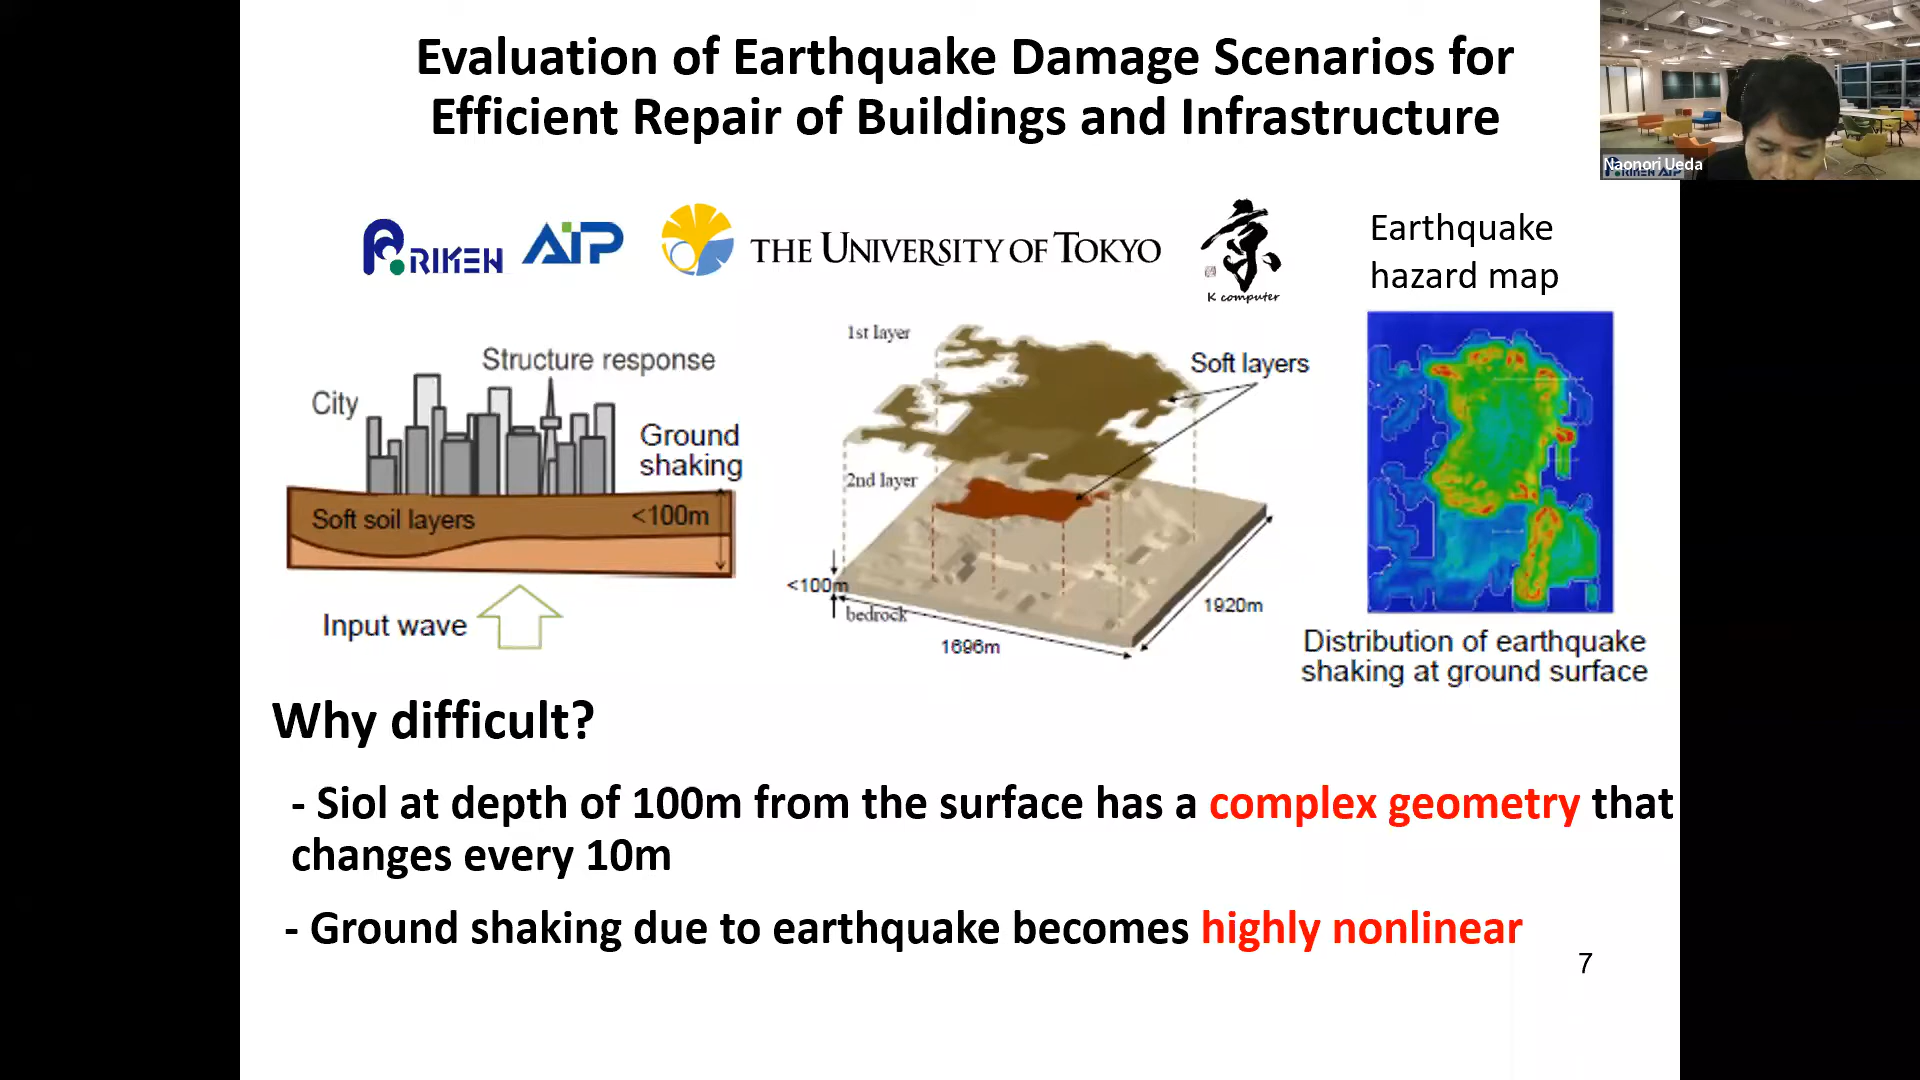 Evaluation of Earthquake Damage Scenarios for
Efficient Repair of Buildings and Infrastructure
Naonori Ueda
RIKEN AIP
RIKEN
AIP
THE UNIVERSITY OF TOKYO
京
K computer
Earthquake
hazard map
Structure response
City
Ground
shaking
Soft soil layers
<100m
Input wave
1st layer
Soft layers
2nd layer
<100m
bedrock
1696m
1920m
Distribution of earthquake
shaking at ground surface
Why difficult?
- Siol at depth of 100m from the surface has a complex geometry that
changes every 10m
- Ground shaking due to earthquake becomes highly nonlinear
7